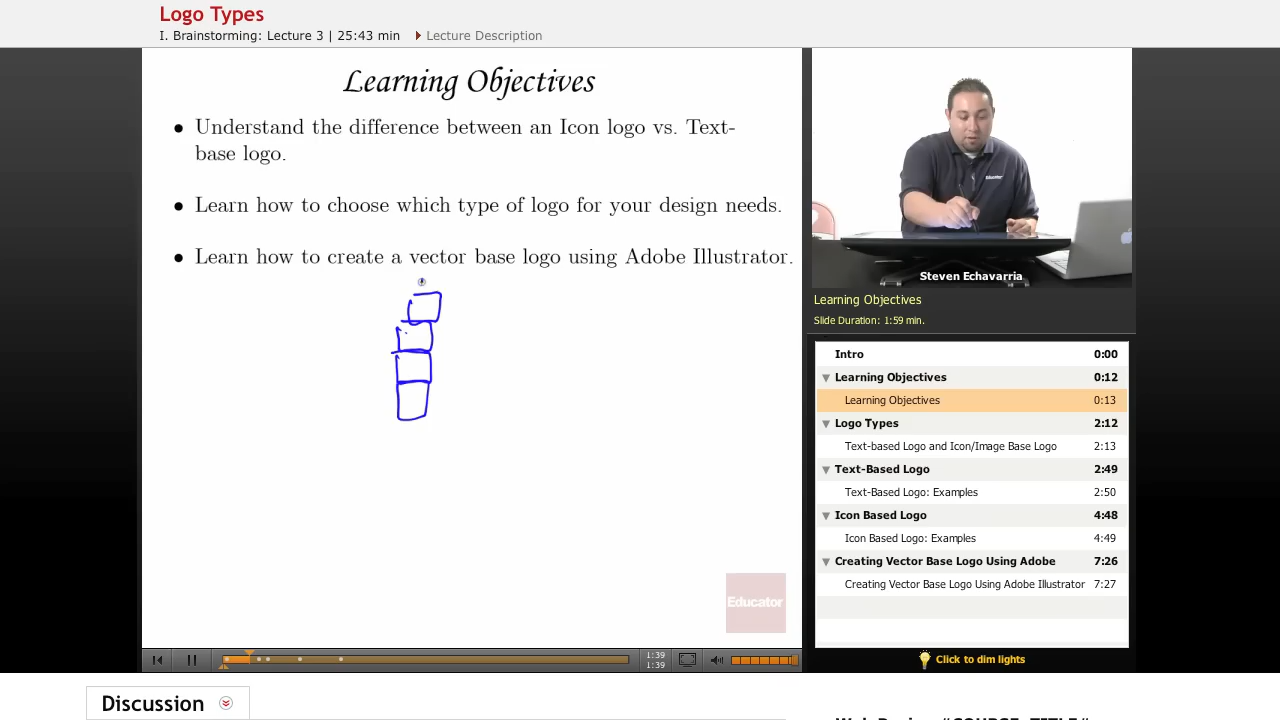 Logo Types
I. Brainstorming: Lecture 3 | 25:43 min
Lecture Description
Learning Objectives
• Understand the difference between an Icon logo vs. Text-
base logo.
• Learn how to choose which type of logo for your design needs.
• Learn how to create a vector base logo using Adobe Illustrator.
Educator
1:39
1:39
Educator
Steven Echavarria
Learning Objectives
Slide Duration: 1:59 min.
Intro 0:00
Learning Objectives 0:12
Learning Objectives 0:13
Logo Types 2:12
Text-based Logo and Icon/Image Base Logo 2:13
Text-Based Logo 2:49
Text-Based Logo: Examples 2:50
Icon Based Logo 4:48
Icon Based Logo: Examples 4:49
Creating Vector Base Logo Using Adobe 7:26
Creating Vector Base Logo Using Adobe Illustrator 7:27
Click to dim lights
Discussion